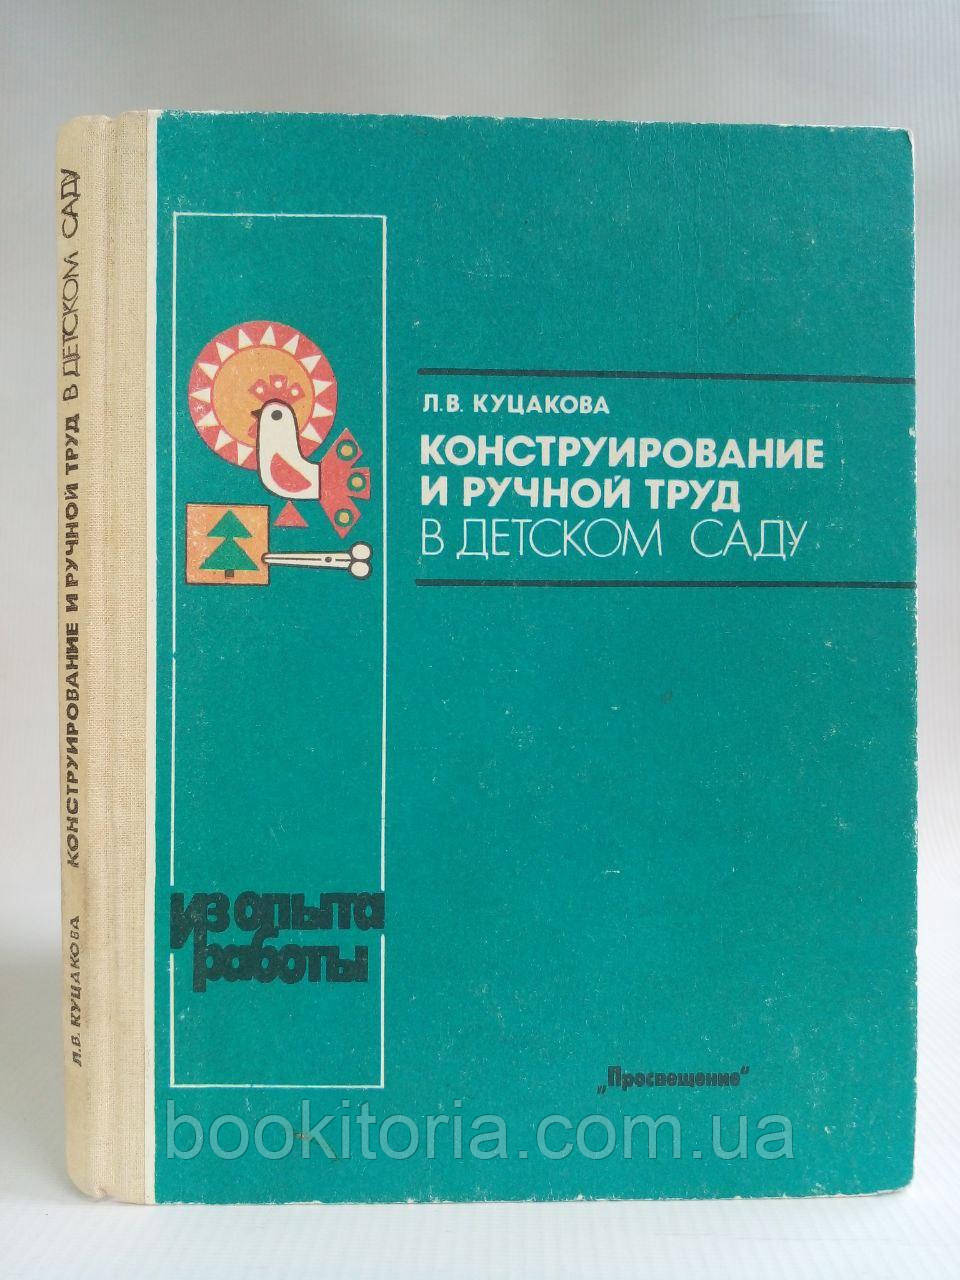 Л.В. КУЦАКОВА КОНСТРУИРОВАНИЕ И РУЧНОЙ ТРУД В ДЕТСКОМ САДУ
Л.В. КУЦАКОВА
КОНСТРУИРОВАНИЕ
И РУЧНОЙ ТРУД
В ДЕТСКОМ САДУ
из опыта
работы
„Просвещение“
bookitoria.com.ua